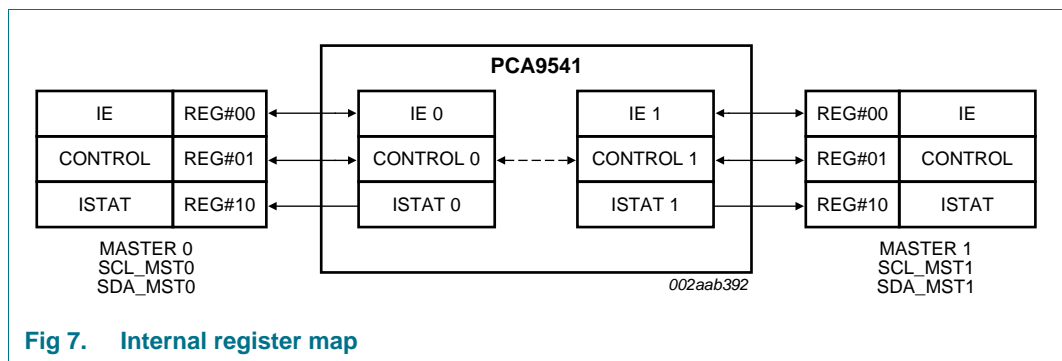 PCA9541
IE REG#00 IE 0 IE 1 REG#00 IE
CONTROL REG#01 CONTROL 0 CONTROL 1 REG#01 CONTROL
ISTAT REG#10 ISTAT 0 ISTAT 1 REG#10 ISTAT
MASTER 0 MASTER 1
SCL_MST0 SCL_MST1
SDA_MST0 SDA_MST1
002aab392
Fig 7. Internal register map